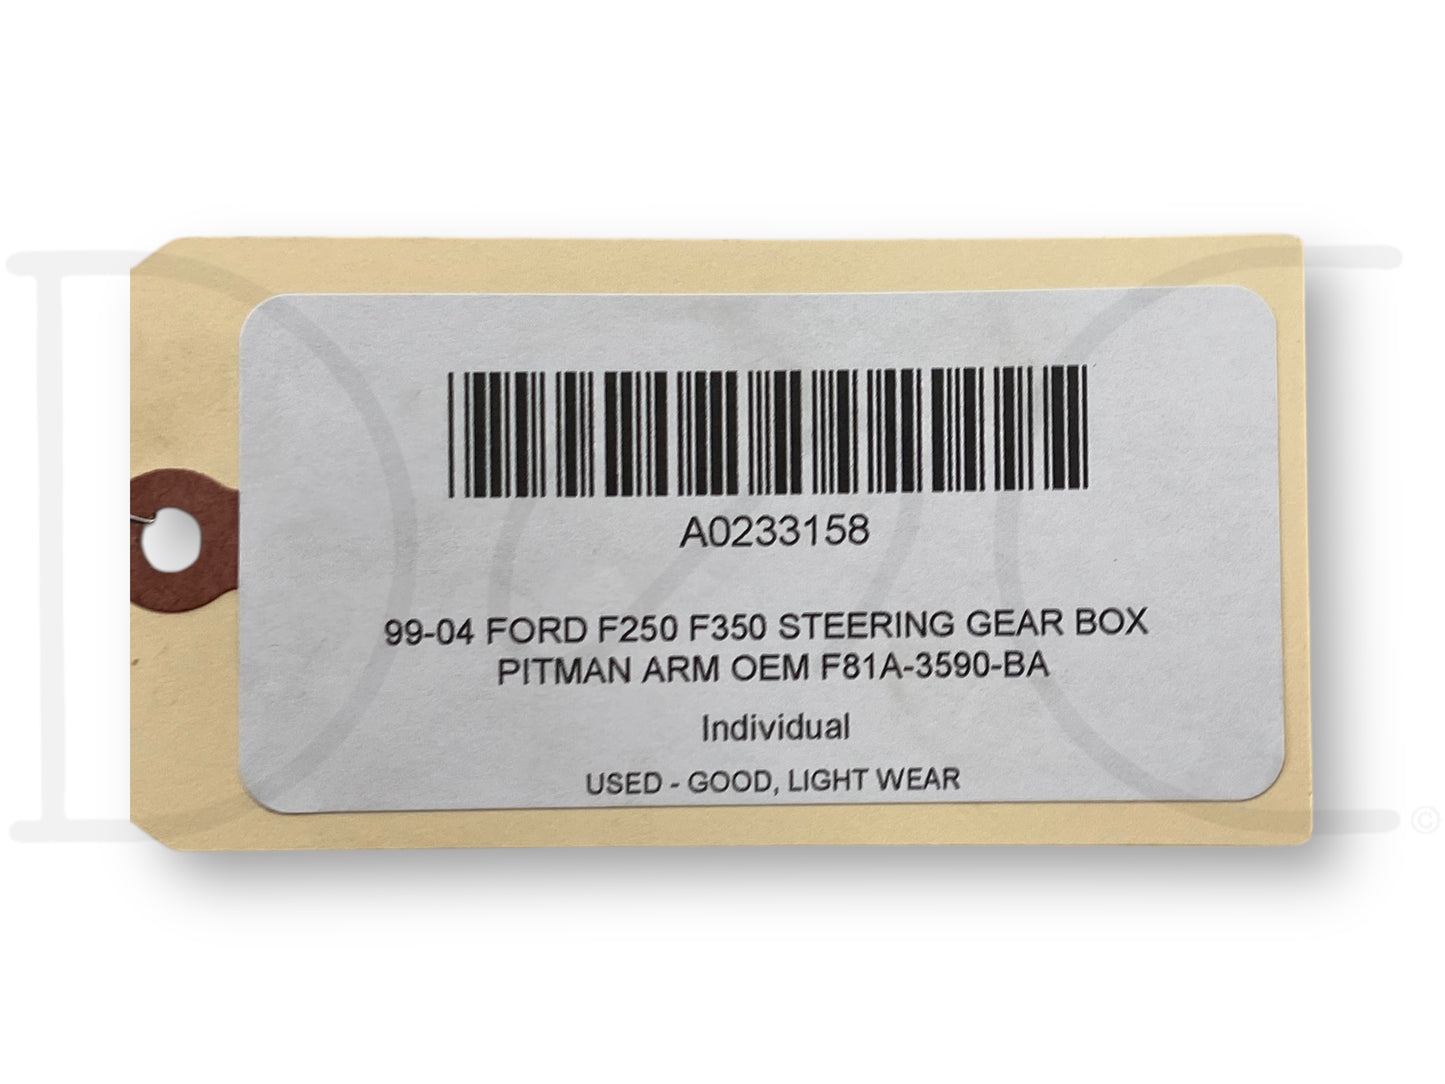 A0233158
99-04 FORD F250 F350 STEERING GEAR BOX
PITMAN ARM OEM F81A-3590-BA
Individual
USED - GOOD, LIGHT WEAR
©